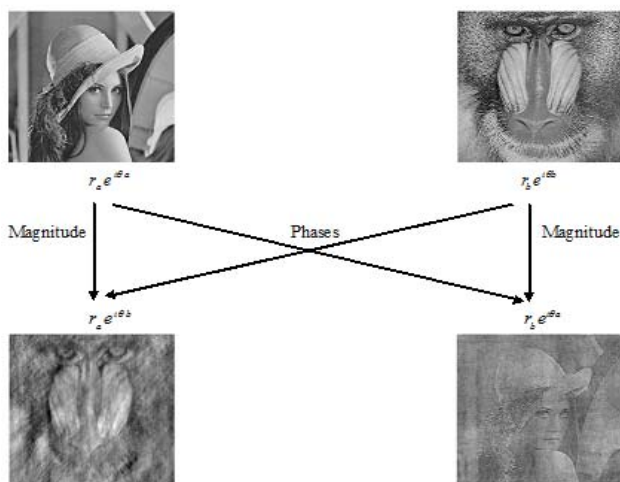 r_a e^{iθa} r_b e^{iθb}
Magnitude Phases Magnitude
r_a e^{iθb} r_b e^{iθa}